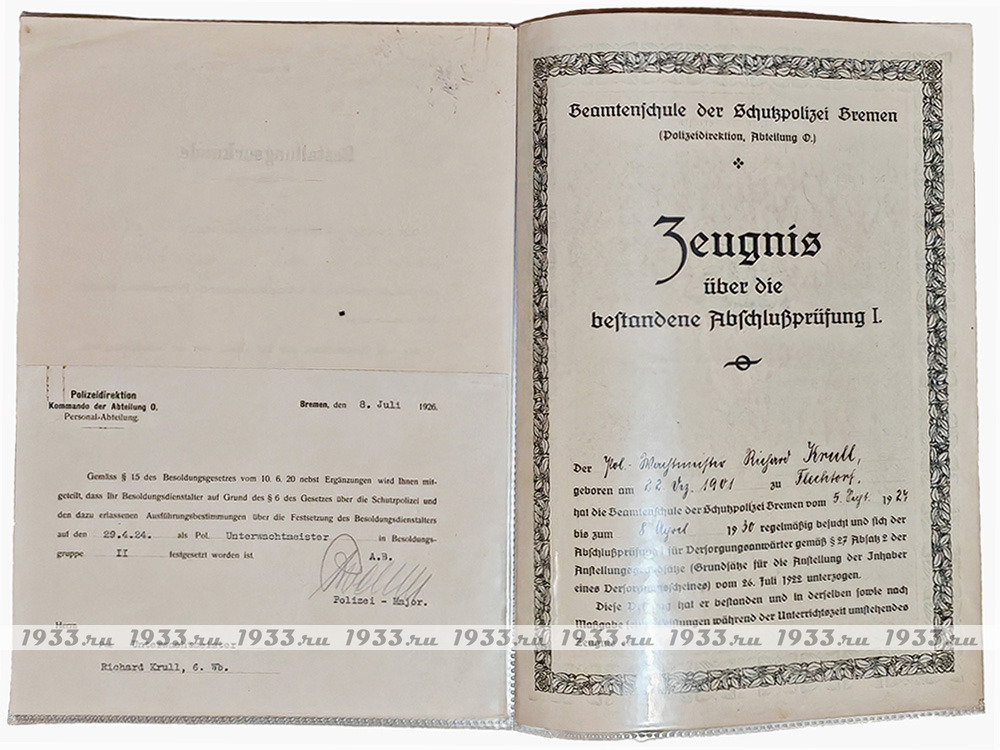 Bestallungsurkunde
Polizeidirektion
Kommando der Abteilung O.
Personal-Abteilung.
Bremen, den 8. Juli 1926.
Gemäss § 15 des Besoldungsgesetzes vom 10. 6. 20 nebst Ergänzungen wird Ihnen mit-
geteilt, dass Ihr Besoldungsdienstalter auf Grund des § 6 des Gesetzes über die Schutzpolizei und
den dazu erlassenen Ausführungsbestimmungen über die Festsetzung des Besoldungsdienstalters
auf den 29.4.24. als Pol. Unterwachtmeister in Besoldungs-
gruppe II festgesetzt worden ist
A.B.
Polizei - Major.
Herrn
Unterwachtmeister
Richard Krull, 6. Wb.
Beamtenschule der Schutzpolizei Bremen
(Polizeidirektion, Abteilung O.)
Zeugnis
über die
bestandene Abschlußprüfung I.
Der Pol.- Wachtmeister Richard Krull,
geboren am 22. Dez. 1901 zu Flechtorf,
hat die Beamtenschule der Schutzpolizei Bremen vom 5. Sept. 1927
bis zum 8. April 1930 regelmäßig besucht und sich der
Abschlußprüfung I für Versorgungsanwärter gemäß § 27 Absatz 2 der
Anstellungsgrundsätze (Grundsätze für die Anstellung der Inhaber
eines Versorgungsscheines) vom 26. Juli 1922 unterzogen.
Diese hat er bestanden und in derselben sowie nach
Maßgabe während der Unterrichtszeit umstehendes
Zeugnis
1933.ru 1933.ru 1933.ru 1933.ru 1933.ru 1933.ru 1933.ru 1933.ru 1933.ru